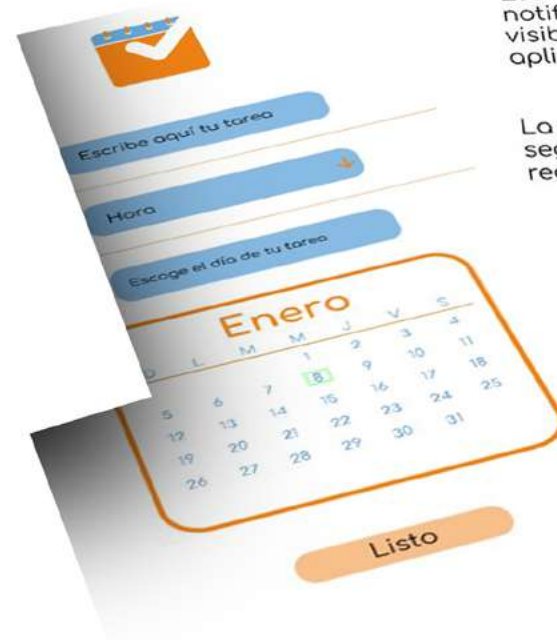 notif
visib
apli
La
seg
Escribe aquí tu tarea
Hora
Escoge el día de tu tarea
Enero
D L M M J V S
1 2 3 4
5 6 7 8 9 10 11
12 13 14 15 16 17 18
19 20 21 22 23 24 25
26 27 28 29 30 31
Listo